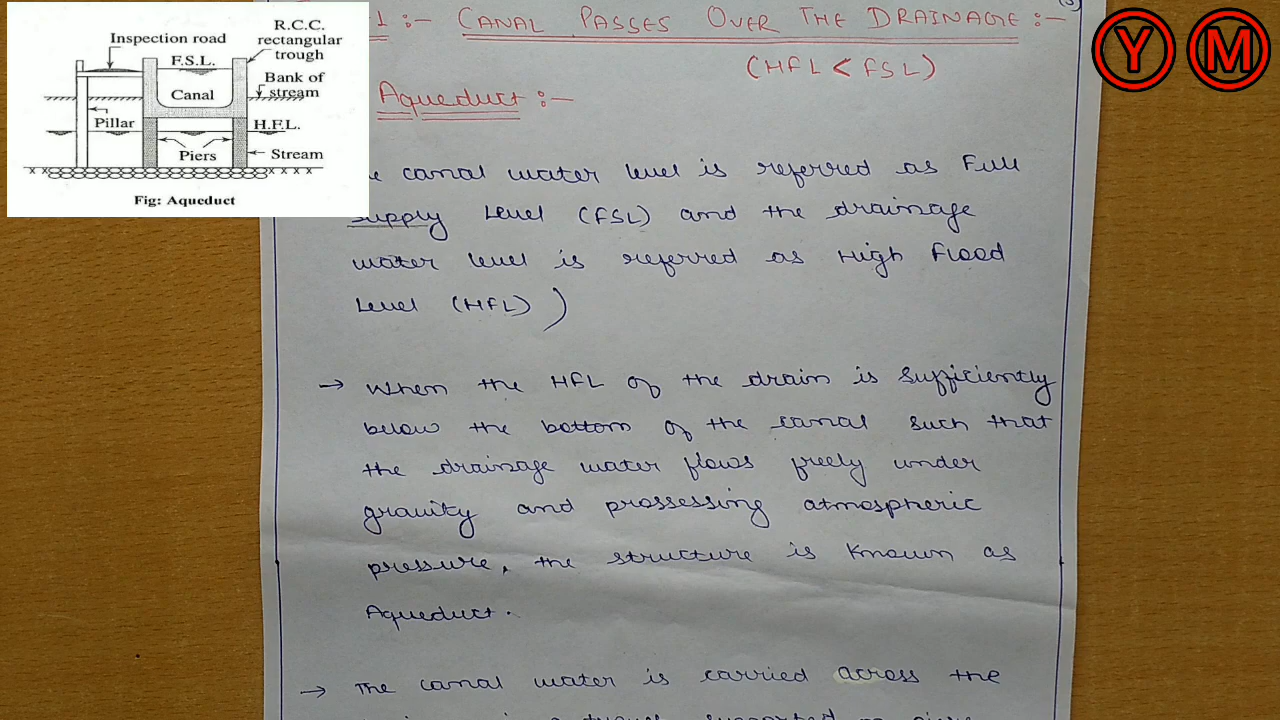 1 :- CANAL PASSES OVER THE DRAINAGE :-
(HFL < FSL)
Aqueduct :-
canal water level is referred as Full
Supply Level (FSL) and the drainage
water level is referred as High Flood
Level (HFL) )
→ When the HFL of the drain is sufficiently
below the bottom of the canal such that
the drainage water flows freely under
gravity and prossessing atmospheric
pressure, the structure is known as
Aqueduct.
→ The canal water is carried across the
Inspection road
R.C.C.
rectangular
trough
F.S.L.
Bank of
stream
Canal
Pillar
H.F.L.
Piers
Stream
Fig: Aqueduct
Y M